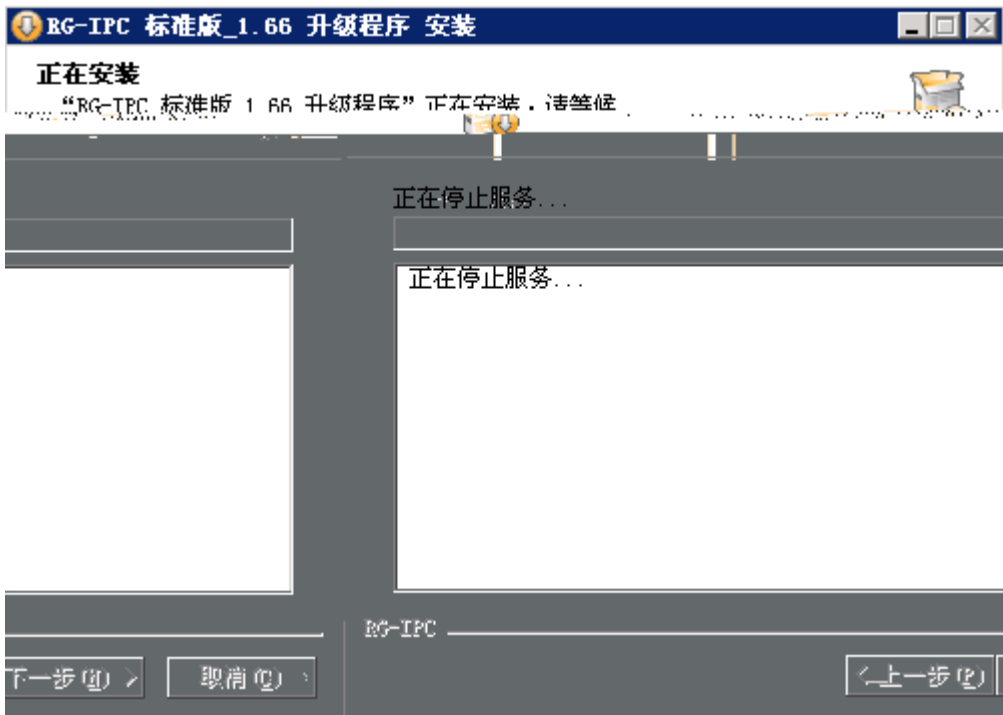 RG-IPC 标准版_1.66 升级程序 安装
正在安装
“RG-IPC 标准版_1.66 升级程序”正在安装，请等候
正在停止服务...
正在停止服务...
RG-IPC
下一步(N) >
取消(C)
<上一步(P)